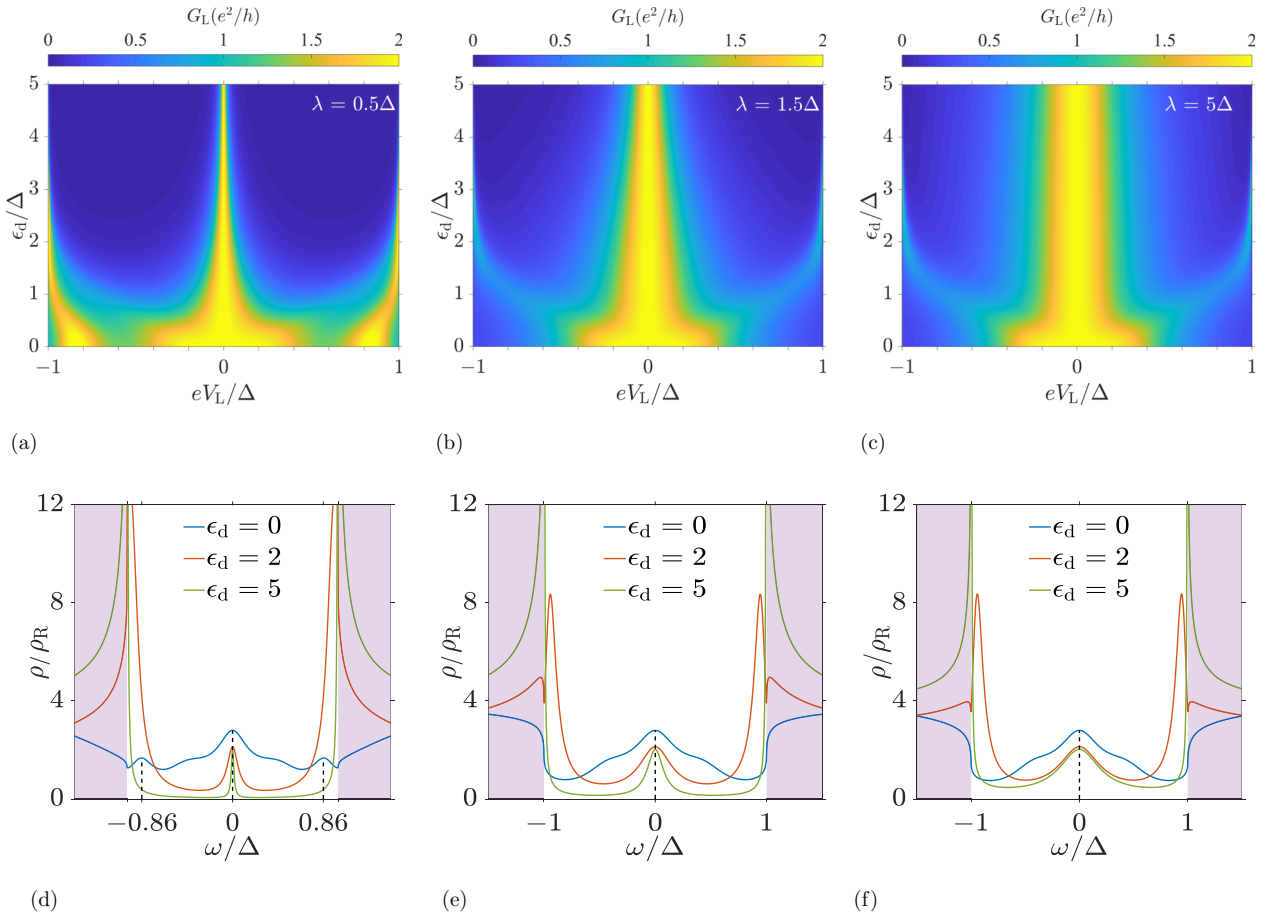 G_L(e²/h) G_L(e²/h) G_L(e²/h)
0 0.5 1 1.5 2 0 0.5 1 1.5 2 0 0.5 1 1.5 2
λ = 0.5Δ λ = 1.5Δ λ = 5Δ
5 5 5
4 4 4
3 3 3
ϵ_d/Δ ϵ_d/Δ ϵ_d/Δ
2 2 2
1 1 1
0 0 0
−1 0 1 −1 0 1 −1 0 1
eV_L/Δ eV_L/Δ eV_L/Δ
(a) (b) (c)
12 12 12
ϵ_d = 0 ϵ_d = 0 ϵ_d = 0
ϵ_d = 2 ϵ_d = 2 ϵ_d = 2
ϵ_d = 5 ϵ_d = 5 ϵ_d = 5
8 8 8
ρ/ρ_R ρ/ρ_R ρ/ρ_R
4 4 4
0 0 0
−0.86 0 0.86 −1 0 1 −1 0 1
ω/Δ ω/Δ ω/Δ
(d) (e) (f)